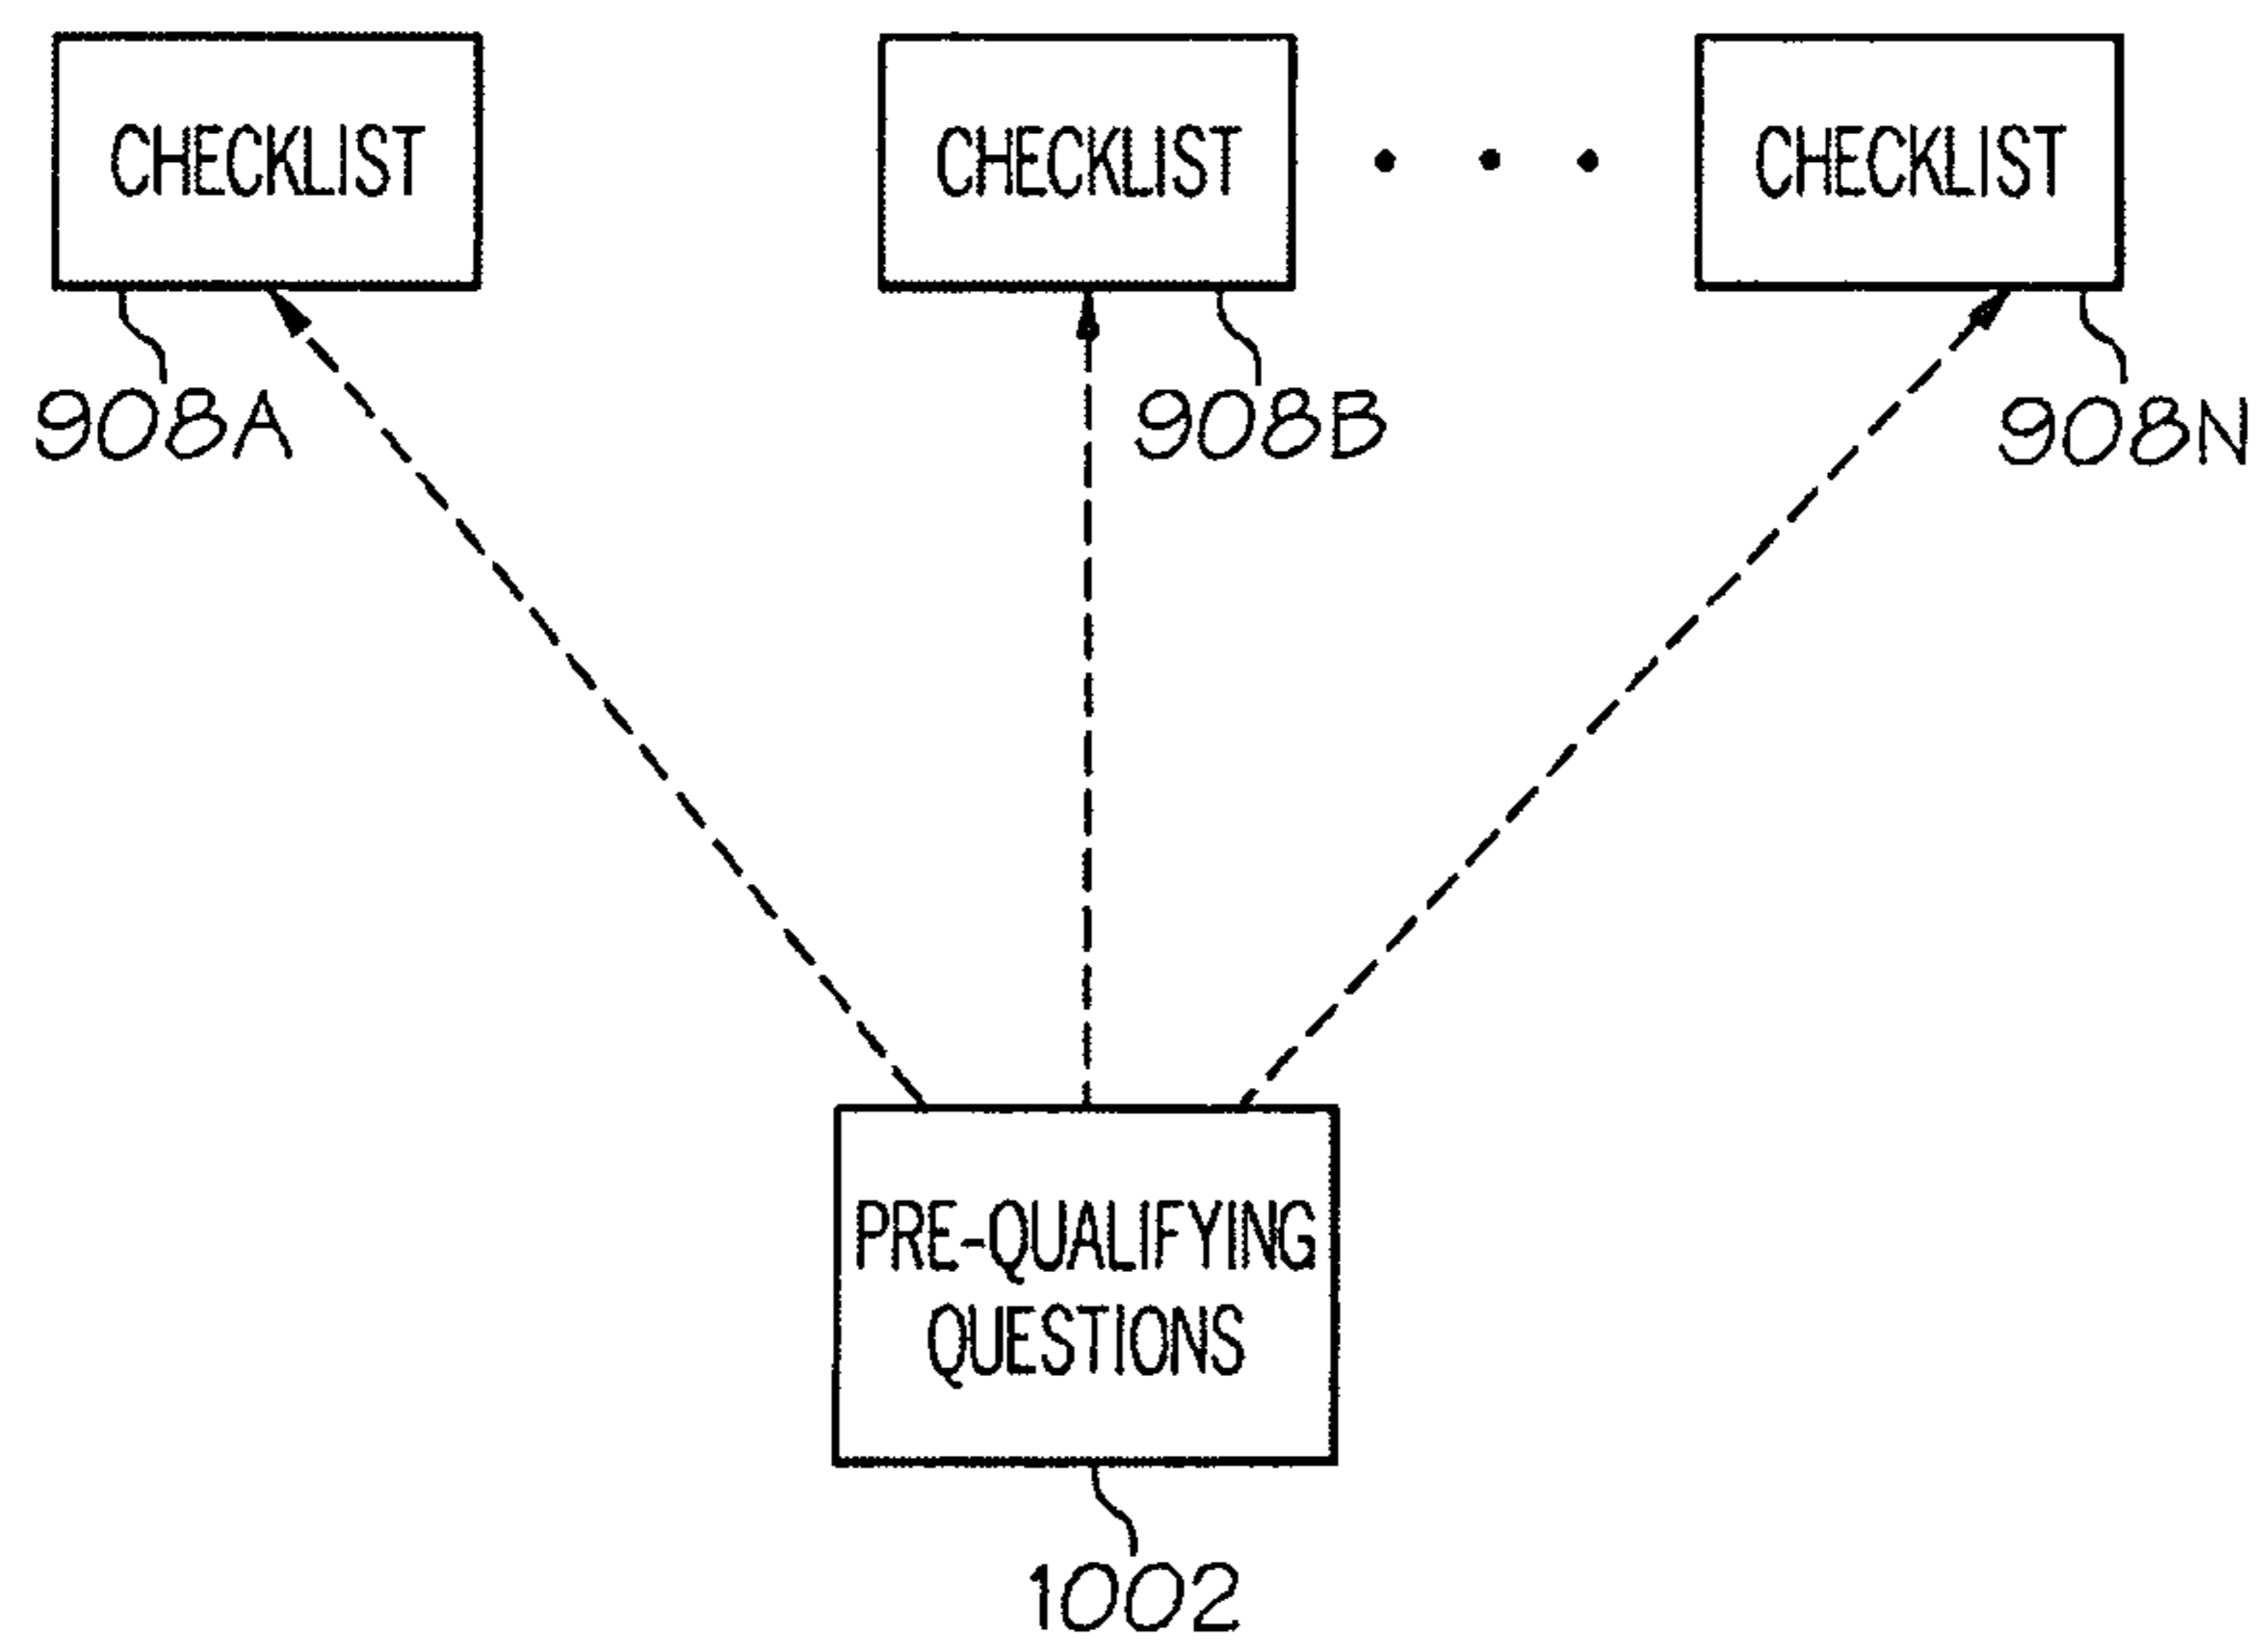 CHECKLIST
CHECKLIST
CHECKLIST
908A
908B
908N
PRE-QUALIFYING
QUESTIONS
1002